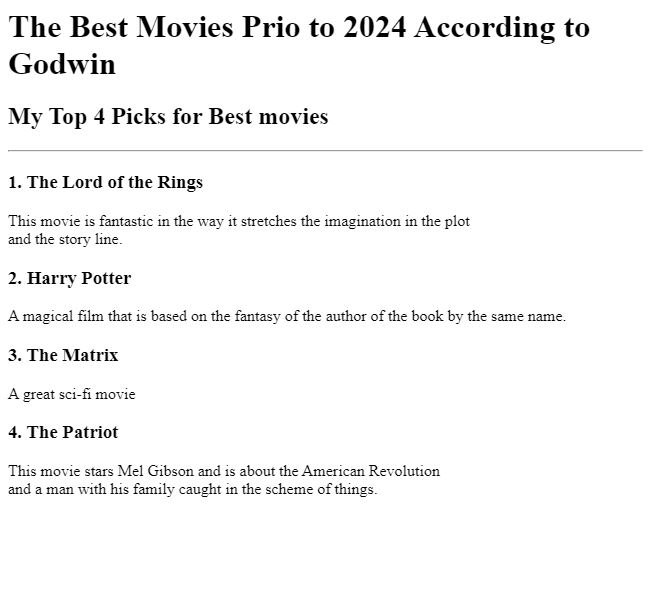 The Best Movies Prio to 2024 According to
Godwin
My Top 4 Picks for Best movies
1. The Lord of the Rings
This movie is fantastic in the way it stretches the imagination in the plot
and the story line.
2. Harry Potter
A magical film that is based on the fantasy of the author of the book by the same name.
3. The Matrix
A great sci-fi movie
4. The Patriot
This movie stars Mel Gibson and is about the American Revolution
and a man with his family caught in the scheme of things.